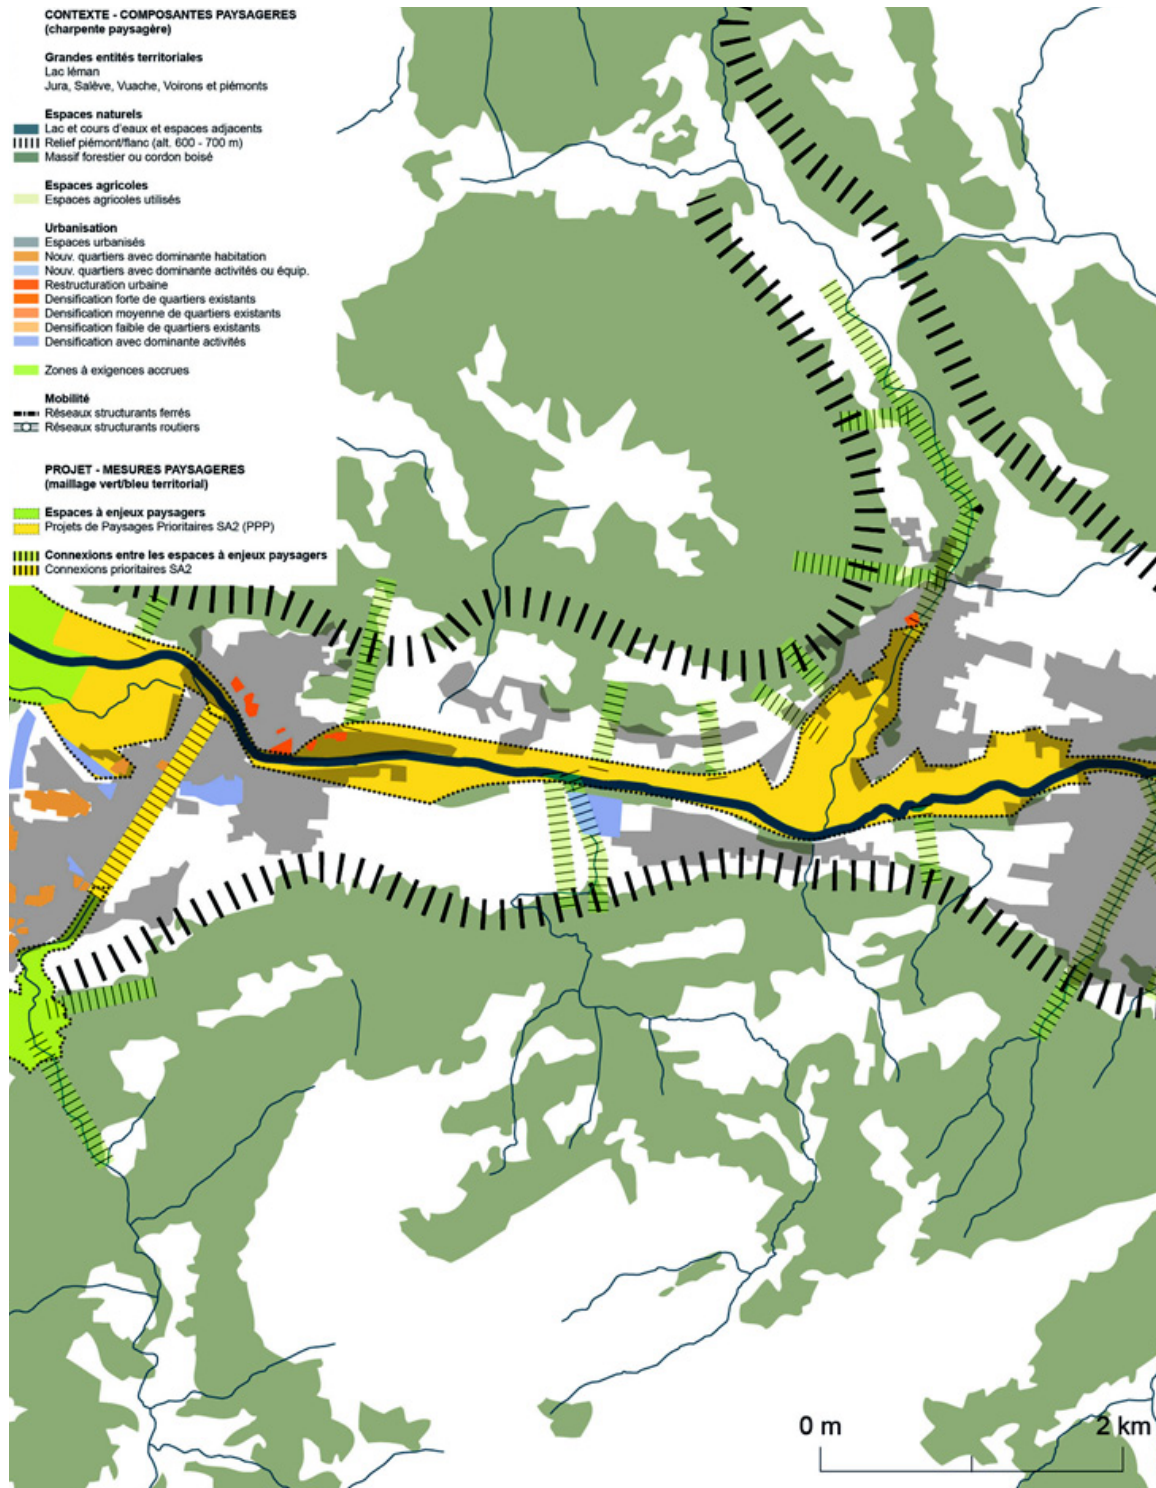 CONTEXTE - COMPOSANTES PAYSAGERES
(charpente paysagère)
Grandes entités territoriales
Lac léman
Jura, Salève, Vuache, Voirons et piémonts
Espaces naturels
Lac et cours d'eaux et espaces adjacents
Relief piémont/flanc (alt. 600 - 700 m)
Massif forestier ou cordon boisé
Espaces agricoles
Espaces agricoles utilisés
Urbanisation
Espaces urbanisés
Nouv. quartiers avec dominante habitation
Nouv. quartiers avec dominante activités ou équip.
Restructuration urbaine
Densification forte de quartiers existants
Densification moyenne de quartiers existants
Densification faible de quartiers existants
Densification avec dominante activités
Zones à exigences accrues
Mobilité
Réseaux structurants ferrés
Réseaux structurants routiers
PROJET - MESURES PAYSAGERES
(maillage vert/bleu territorial)
Espaces à enjeux paysagers
Projets de Paysages Prioritaires SA2 (PPP)
Connexions entre les espaces à enjeux paysagers
Connexions prioritaires SA2
0 m 2 km